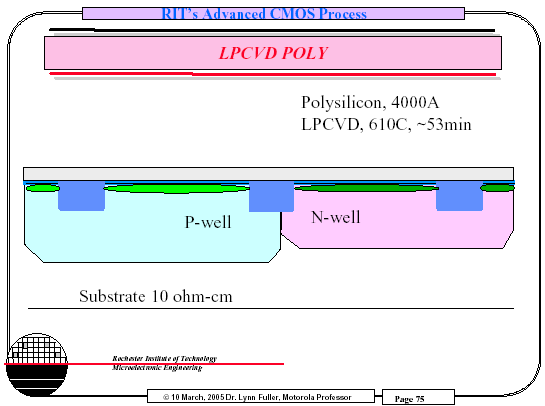 RIT's Advanced CMOS Process
LPCVD POLY
Polysilicon, 4000A
LPCVD, 610C, ~53min
P-well
N-well
Substrate 10 ohm-cm
Rochester Institute of Technology
Microelectronic Engineering
© 10 March, 2005 Dr. Lynn Fuller, Motorola Professor
Page 75